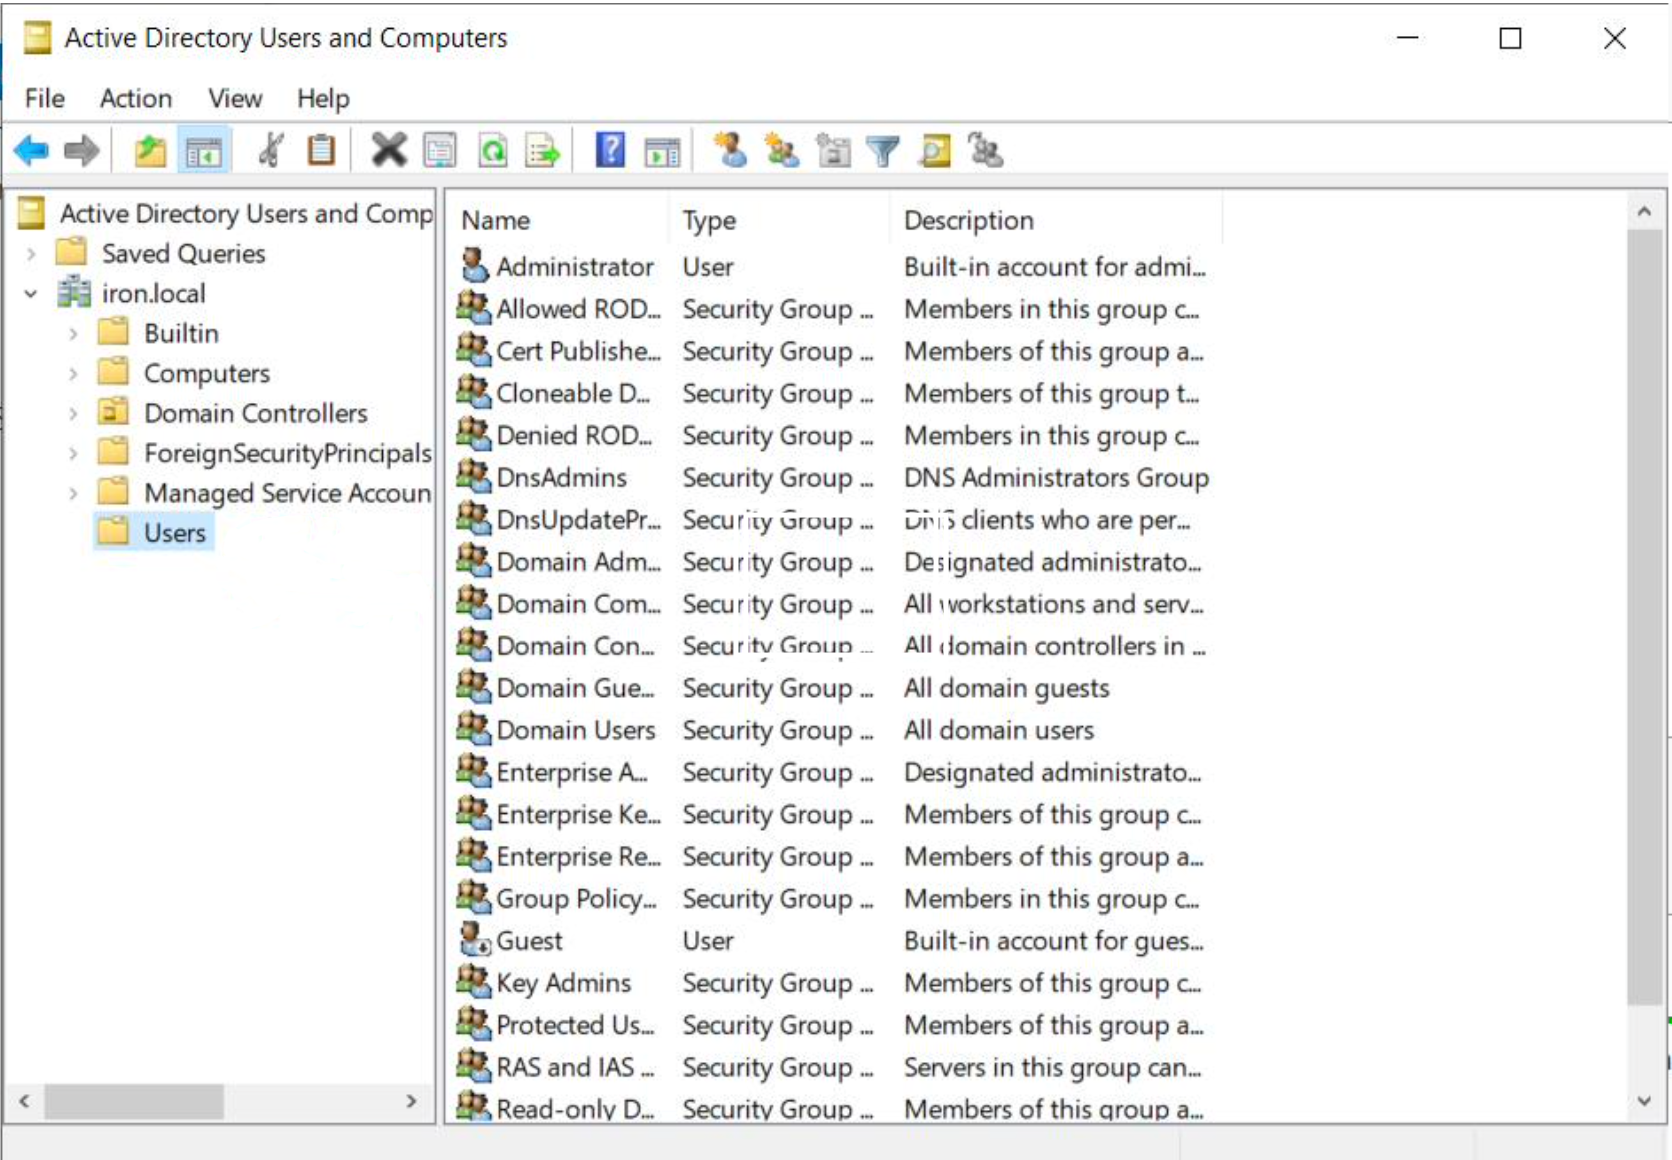 Active Directory Users and Computers
File Action View Help
Active Directory Users and Comp
Saved Queries
iron.local
Builtin
Computers
Domain Controllers
ForeignSecurityPrincipals
Managed Service Accoun
Users
Name Type Description
Administrator User Built-in account for admi...
Allowed ROD... Security Group ... Members in this group c...
Cert Publishe... Security Group ... Members of this group a...
Cloneable D... Security Group ... Members of this group t...
Denied ROD... Security Group ... Members in this group c...
DnsAdmins Security Group ... DNS Administrators Group
DnsUpdatePr... Security Group ... DNS clients who are per...
Domain Adm... Security Group ... Designated administrato...
Domain Com... Security Group ... All workstations and serv...
Domain Con... Security Group ... All domain controllers in ...
Domain Gue... Security Group ... All domain guests
Domain Users Security Group ... All domain users
Enterprise A... Security Group ... Designated administrato...
Enterprise Ke... Security Group ... Members of this group c...
Enterprise Re... Security Group ... Members of this group a...
Group Policy... Security Group ... Members in this group c...
Guest User Built-in account for gues...
Key Admins Security Group ... Members of this group c...
Protected Us... Security Group ... Members of this group a...
RAS and IAS ... Security Group ... Servers in this group can...
Read-only D... Security Group ... Members of this group a...